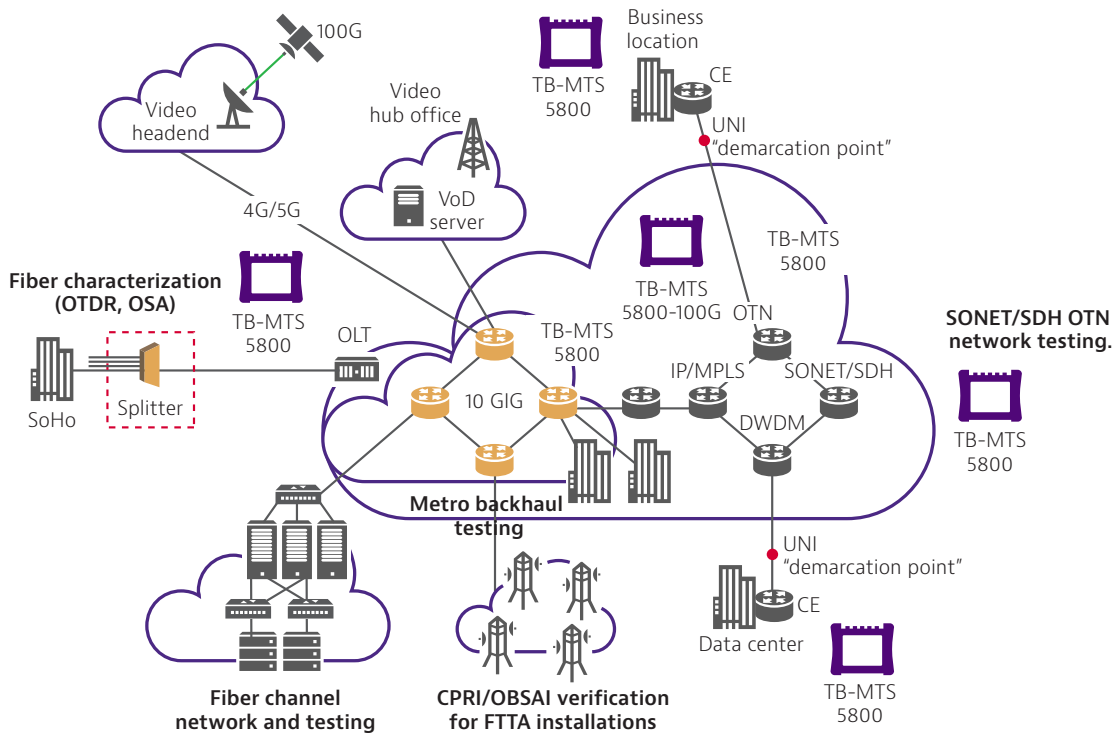 100G
Video
headend
Video
hub office
VoD
server
4G/5G
TB-MTS
5800
Business
location
CE
UNI
“demarcation point”
Fiber characterization
(OTDR, OSA)
TB-MTS
5800
SoHo
Splitter
OLT
TB-MTS
5800
10 GIG
TB-MTS
5800-100G
TB-MTS
5800
OTN
IP/MPLS
SONET/SDH
DWDM
SONET/SDH OTN
network testing.
TB-MTS
5800
Metro backhaul
testing
UNI
“demarcation point”
CE
Data center
TB-MTS
5800
Fiber channel
network and testing
CPRI/OBSAI verification
for FTTA installations